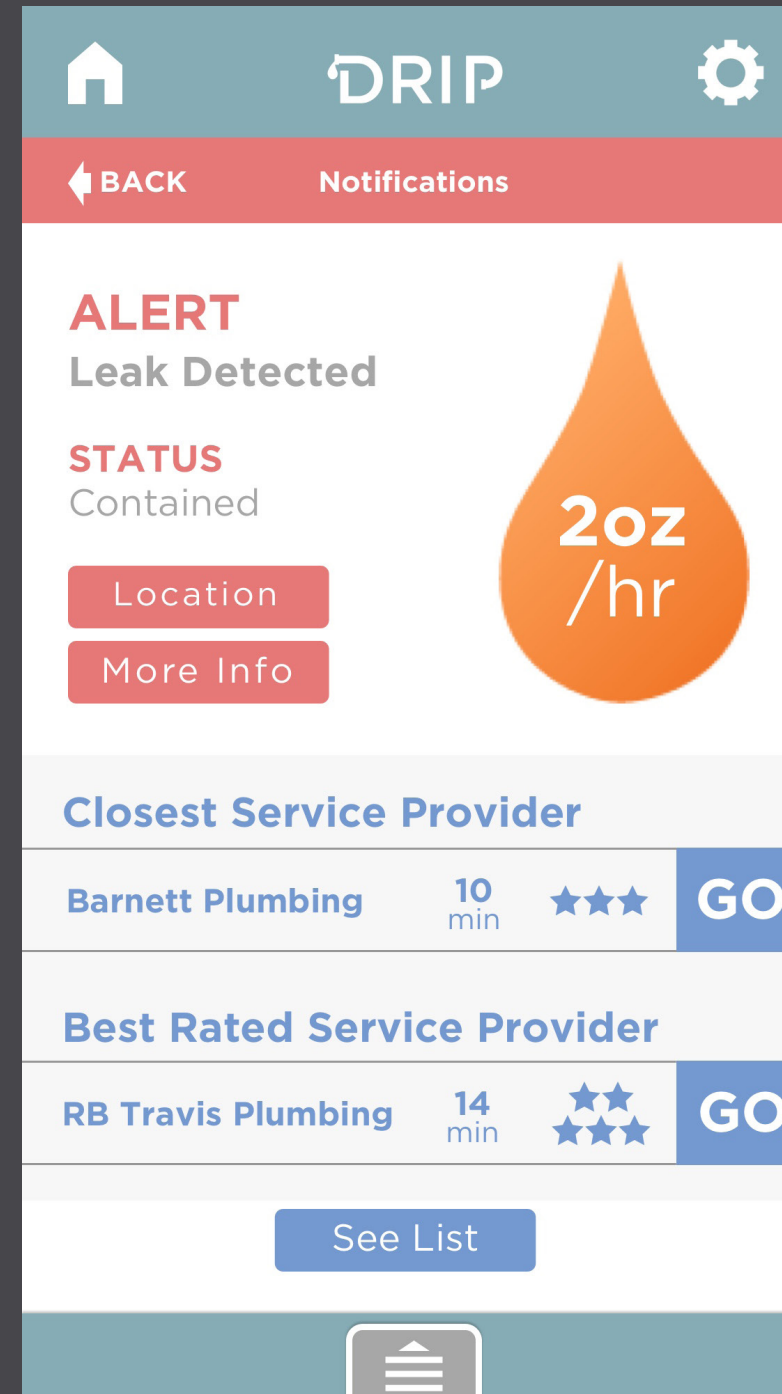 DRIP
BACK
Notifications
ALERT
Leak Detected
STATUS
Contained
2oz
/hr
Location
More Info
Closest Service Provider
Barnett Plumbing
10
min
GO
Best Rated Service Provider
RB Travis Plumbing
14
min
GO
See List